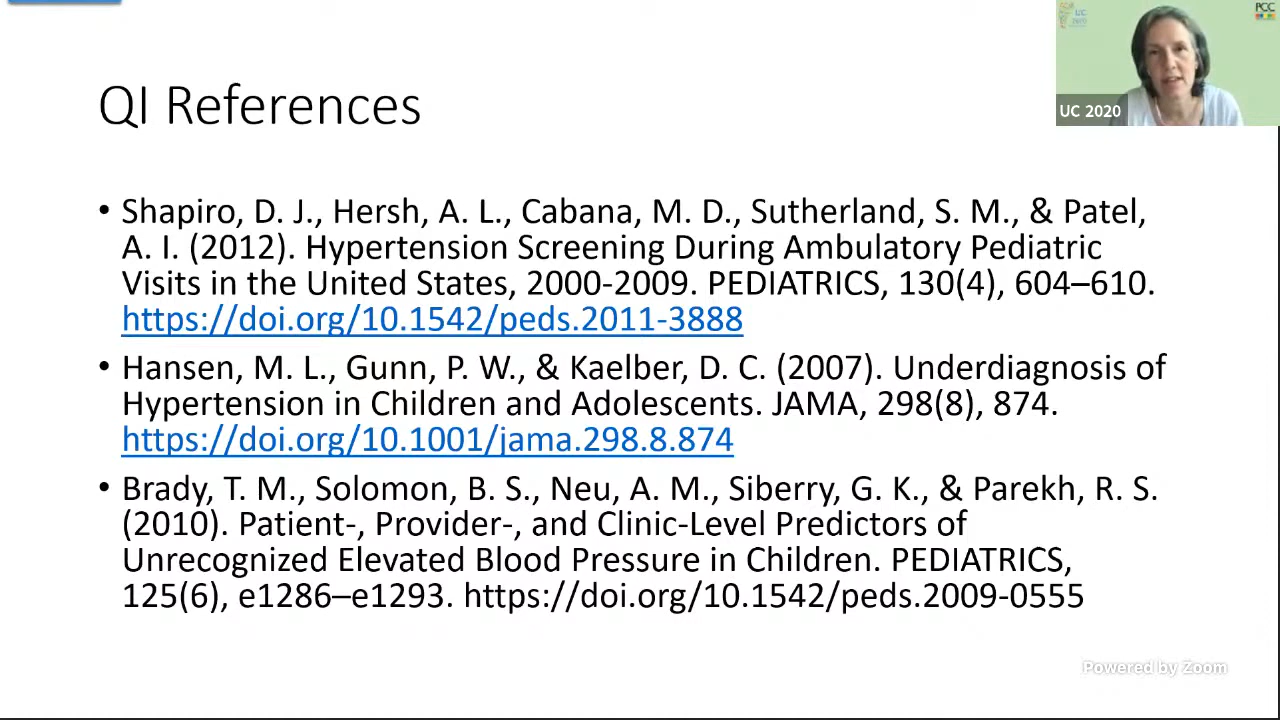 PCC
UC
UC 2020
QI References
• Shapiro, D. J., Hersh, A. L., Cabana, M. D., Sutherland, S. M., & Patel,
A. I. (2012). Hypertension Screening During Ambulatory Pediatric
Visits in the United States, 2000-2009. PEDIATRICS, 130(4), 604–610.
https://doi.org/10.1542/peds.2011-3888
• Hansen, M. L., Gunn, P. W., & Kaelber, D. C. (2007). Underdiagnosis of
Hypertension in Children and Adolescents. JAMA, 298(8), 874.
https://doi.org/10.1001/jama.298.8.874
• Brady, T. M., Solomon, B. S., Neu, A. M., Siberry, G. K., & Parekh, R. S.
(2010). Patient-, Provider-, and Clinic-Level Predictors of
Unrecognized Elevated Blood Pressure in Children. PEDIATRICS,
125(6), e1286–e1293. https://doi.org/10.1542/peds.2009-0555
Powered by Zoom